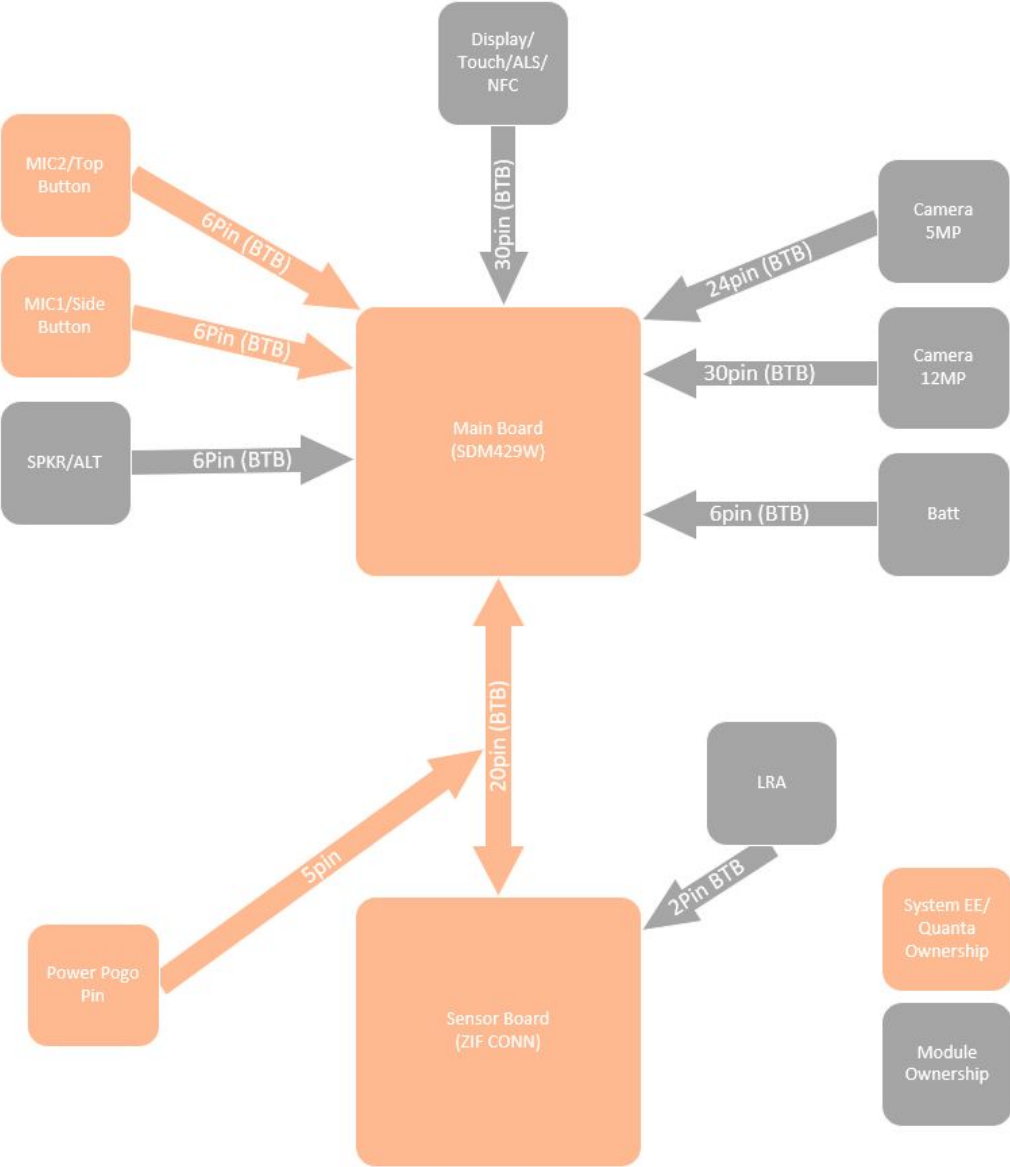 Display/
Touch/ALS/
NFC
30pin (BTB)
MIC2/Top
Button
6Pin (BTB)
MIC1/Side
Button
6Pin (BTB)
SPKR/ALT
6Pin (BTB)
Camera
5MP
24pin (BTB)
Camera
12MP
30pin (BTB)
Batt
6pin (BTB)
Main Board
(SDM429W)
20pin (BTB)
5pin
Power Pogo
Pin
LRA
2Pin BTB
Sensor Board
(ZIF CONN)
System EE/
Quanta
Ownership
Module
Ownership